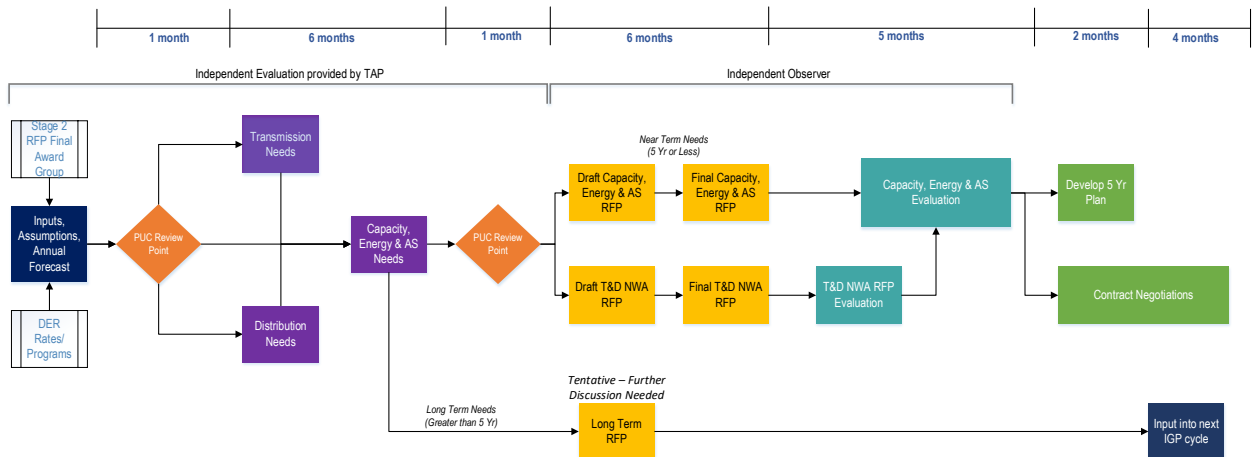 1 month
6 months
1 month
6 months
5 months
2 months
4 months
Independent Evaluation provided by TAP
Independent Observer
Stage 2
RFP Final
Award
Group
Inputs,
Assumptions,
Annual
Forecast
DER
Rates/
Programs
PUC Review
Point
Transmission
Needs
Distribution
Needs
Capacity,
Energy & AS
Needs
PUC Review
Point
Near Term Needs
(5 Yr or Less)
Draft Capacity,
Energy & AS
RFP
Final Capacity,
Energy & AS
RFP
Capacity, Energy & AS
Evaluation
Develop 5 Yr
Plan
Draft T&D NWA
RFP
Final T&D NWA
RFP
T&D NWA RFP
Evaluation
Contract Negotiations
Tentative – Further
Discussion Needed
Long Term Needs
(Greater than 5 Yr)
Long Term
RFP
Input into next
IGP cycle